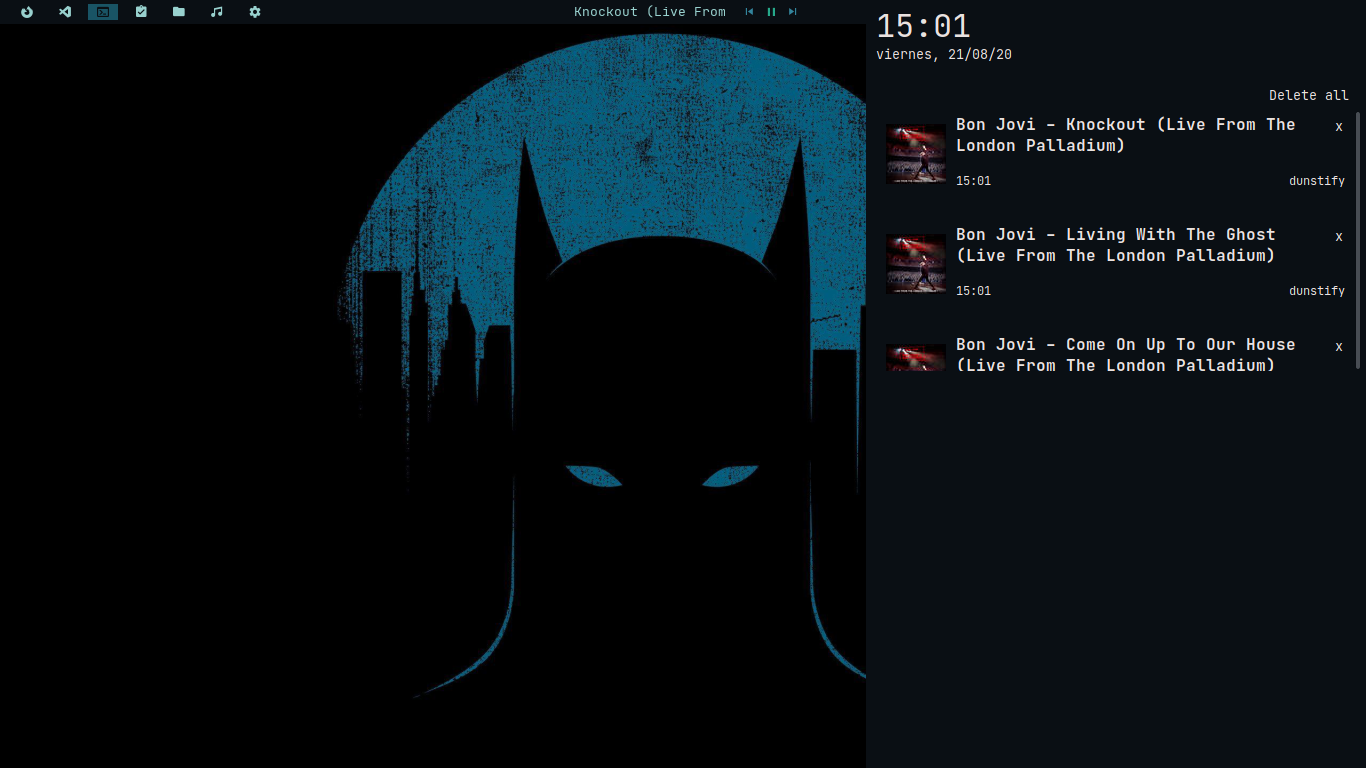 Knockout (Live From
15:01
viernes, 21/08/20
Delete all
Bon Jovi - Knockout (Live From The
London Palladium)
x
15:01
dunstify
Bon Jovi - Living With The Ghost
(Live From The London Palladium)
x
15:01
dunstify
Bon Jovi - Come On Up To Our House
(Live From The London Palladium)
x